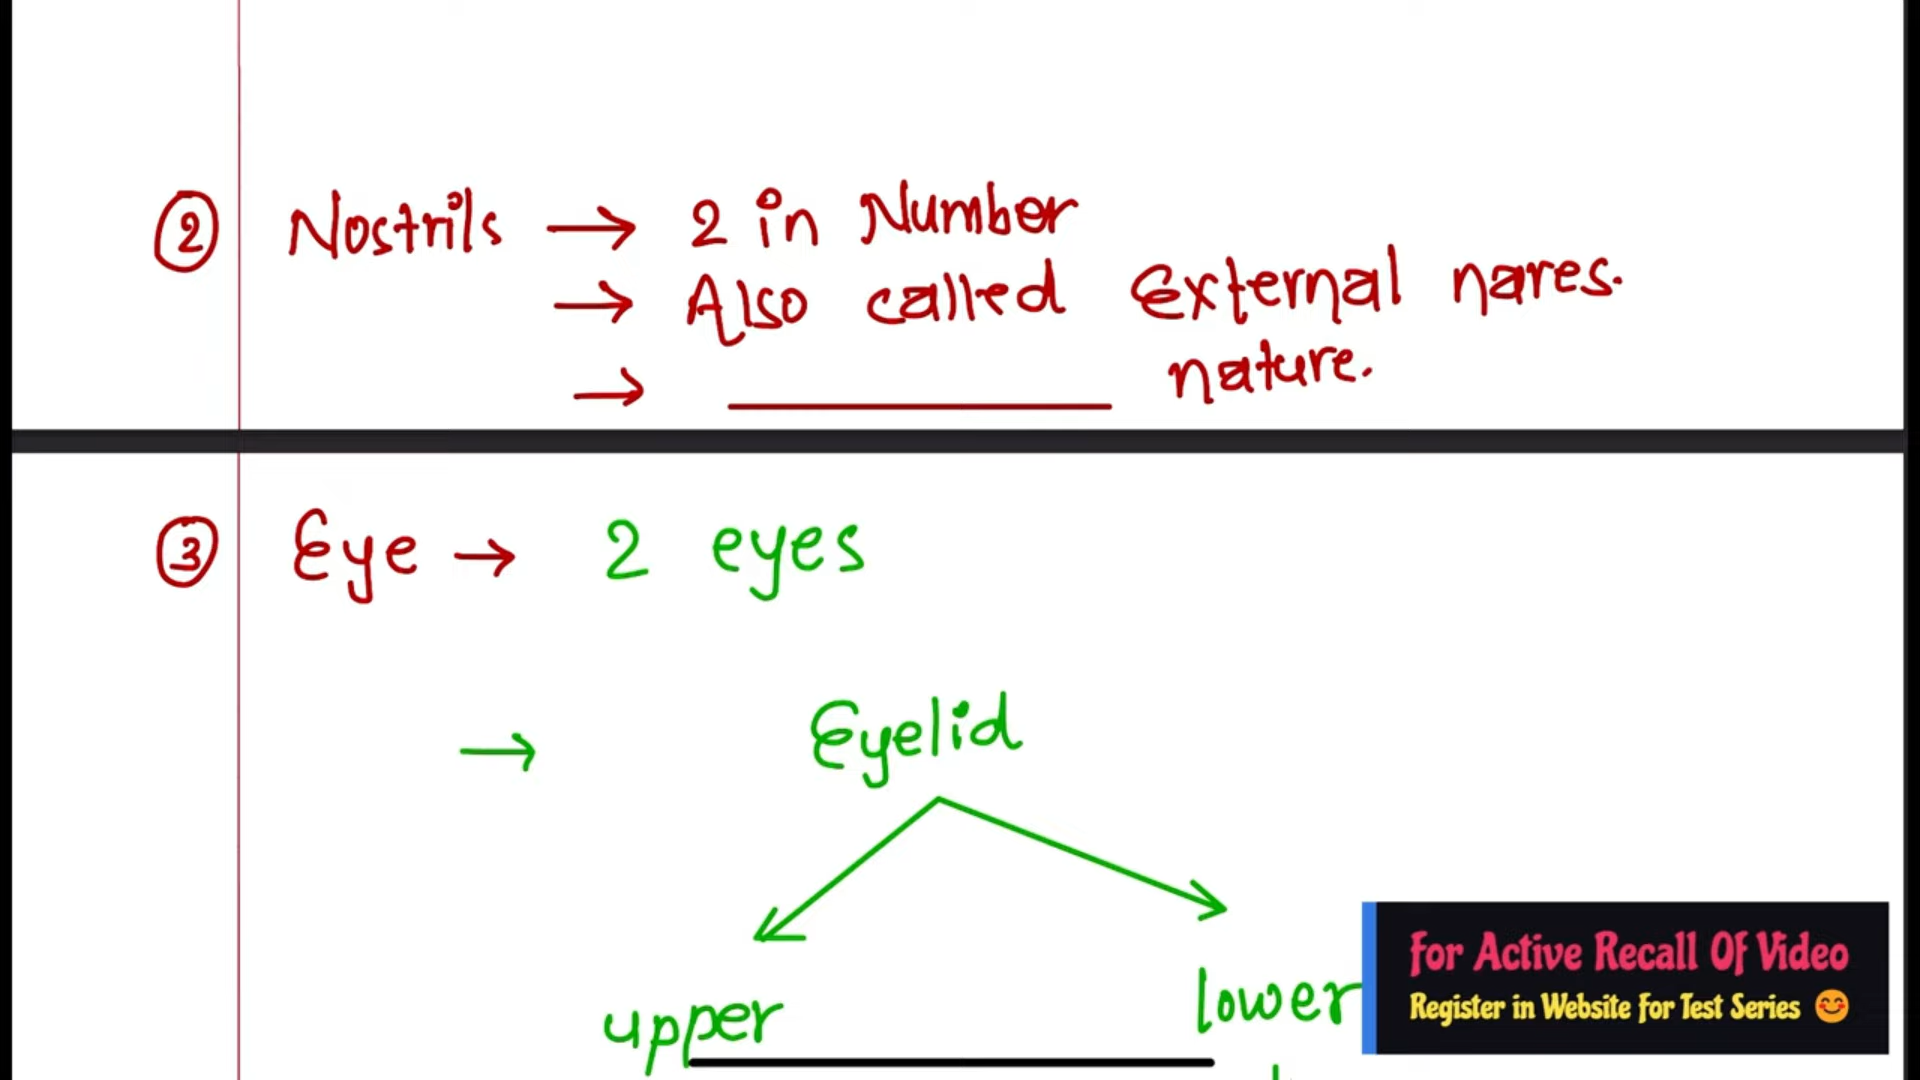 ② Nostrils → 2 in Number
→ Also called External nares.
→ ________ nature.
③ Eye → 2 eyes
→ Eyelid
upper lower
For Active Recall Of Video
Register in Website For Test Series 😊